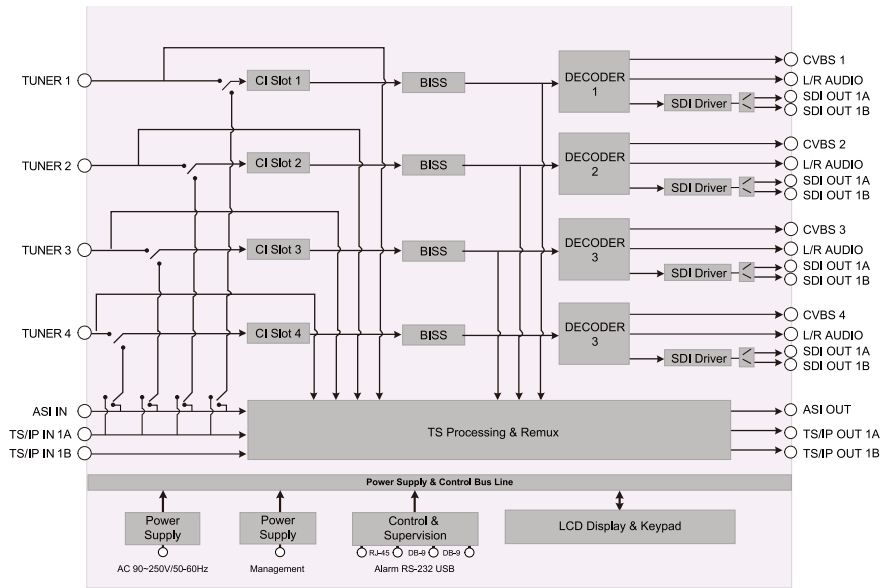 TUNER 1
CI Slot 1
BISS
DECODER
1
SDI Driver
CVBS 1
L/R AUDIO
SDI OUT 1A
SDI OUT 1B
TUNER 2
CI Slot 2
BISS
DECODER
2
SDI Driver
CVBS 2
L/R AUDIO
SDI OUT 1A
SDI OUT 1B
TUNER 3
CI Slot 3
BISS
DECODER
3
SDI Driver
CVBS 3
L/R AUDIO
SDI OUT 1A
SDI OUT 1B
TUNER 4
CI Slot 4
BISS
DECODER
3
SDI Driver
CVBS 4
L/R AUDIO
SDI OUT 1A
SDI OUT 1B
ASI IN
TS/IP IN 1A
TS/IP IN 1B
TS Processing & Remux
ASI OUT
TS/IP OUT 1A
TS/IP OUT 1B
Power Supply & Control Bus Line
Power
Supply
AC 90~250V/50-60Hz
Power
Supply
Management
Control &
Supervision
RJ-45 DB-9 DB-9
Alarm RS-232 USB
LCD Display & Keypad